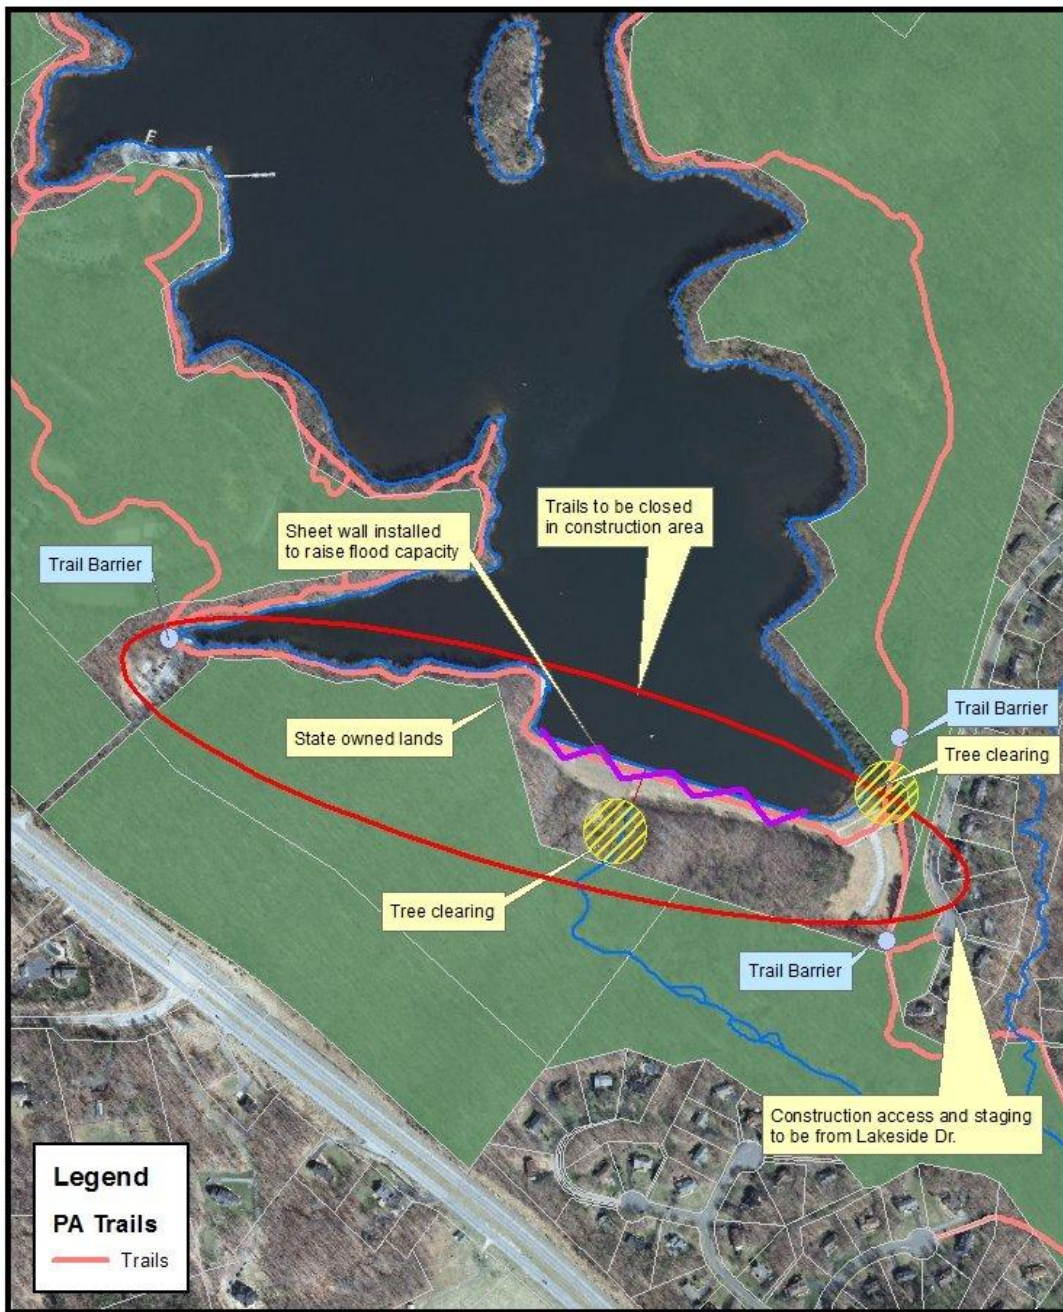 Trails to be closed
in construction area
Sheet wall installed
to raise flood capacity
Trail Barrier
State owned lands
Trail Barrier
Tree clearing
Tree clearing
Trail Barrier
Construction access and staging
to be from Lakeside Dr.
Legend
PA Trails
Trails